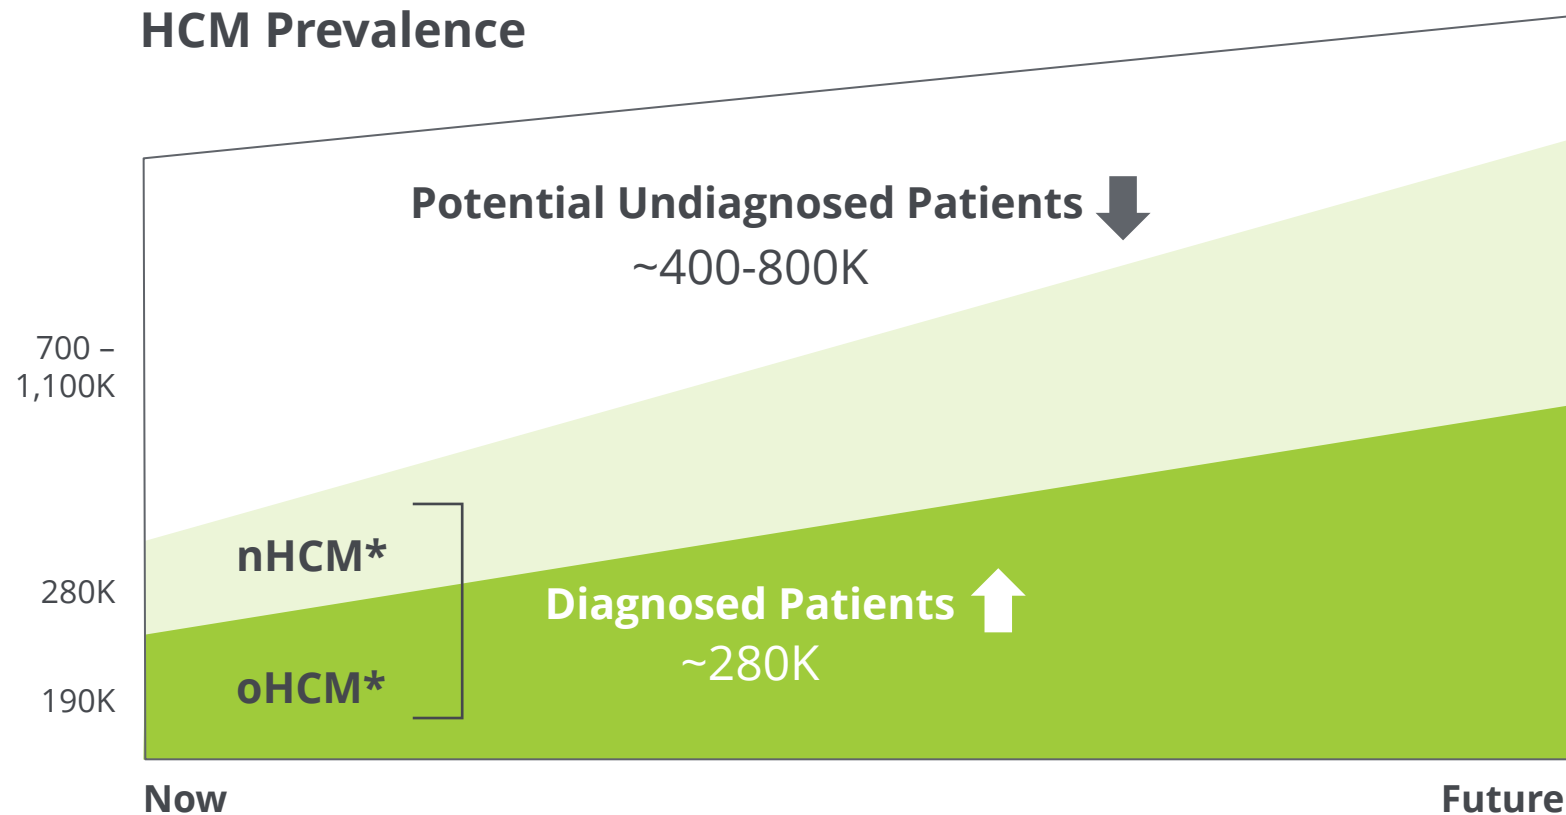 HCM Prevalence
Potential Undiagnosed Patients
~400-800K
700 –
1,100K
nHCM*
280K
Diagnosed Patients
~280K
oHCM*
190K
Now
Future